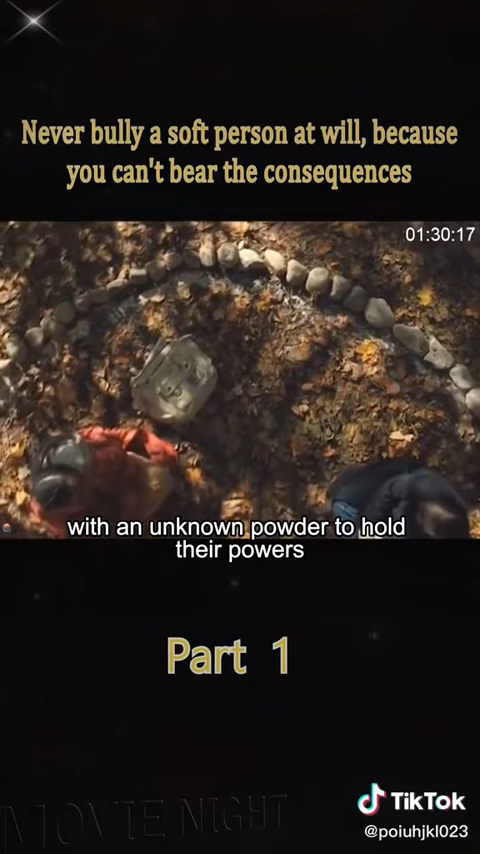 Never bully a soft person at will, because
you can't bear the consequences
01:30:17
with an unknown powder to hold
their powers
Part 1
MOVIE NIGHT
TikTok
@poiuhjkl023